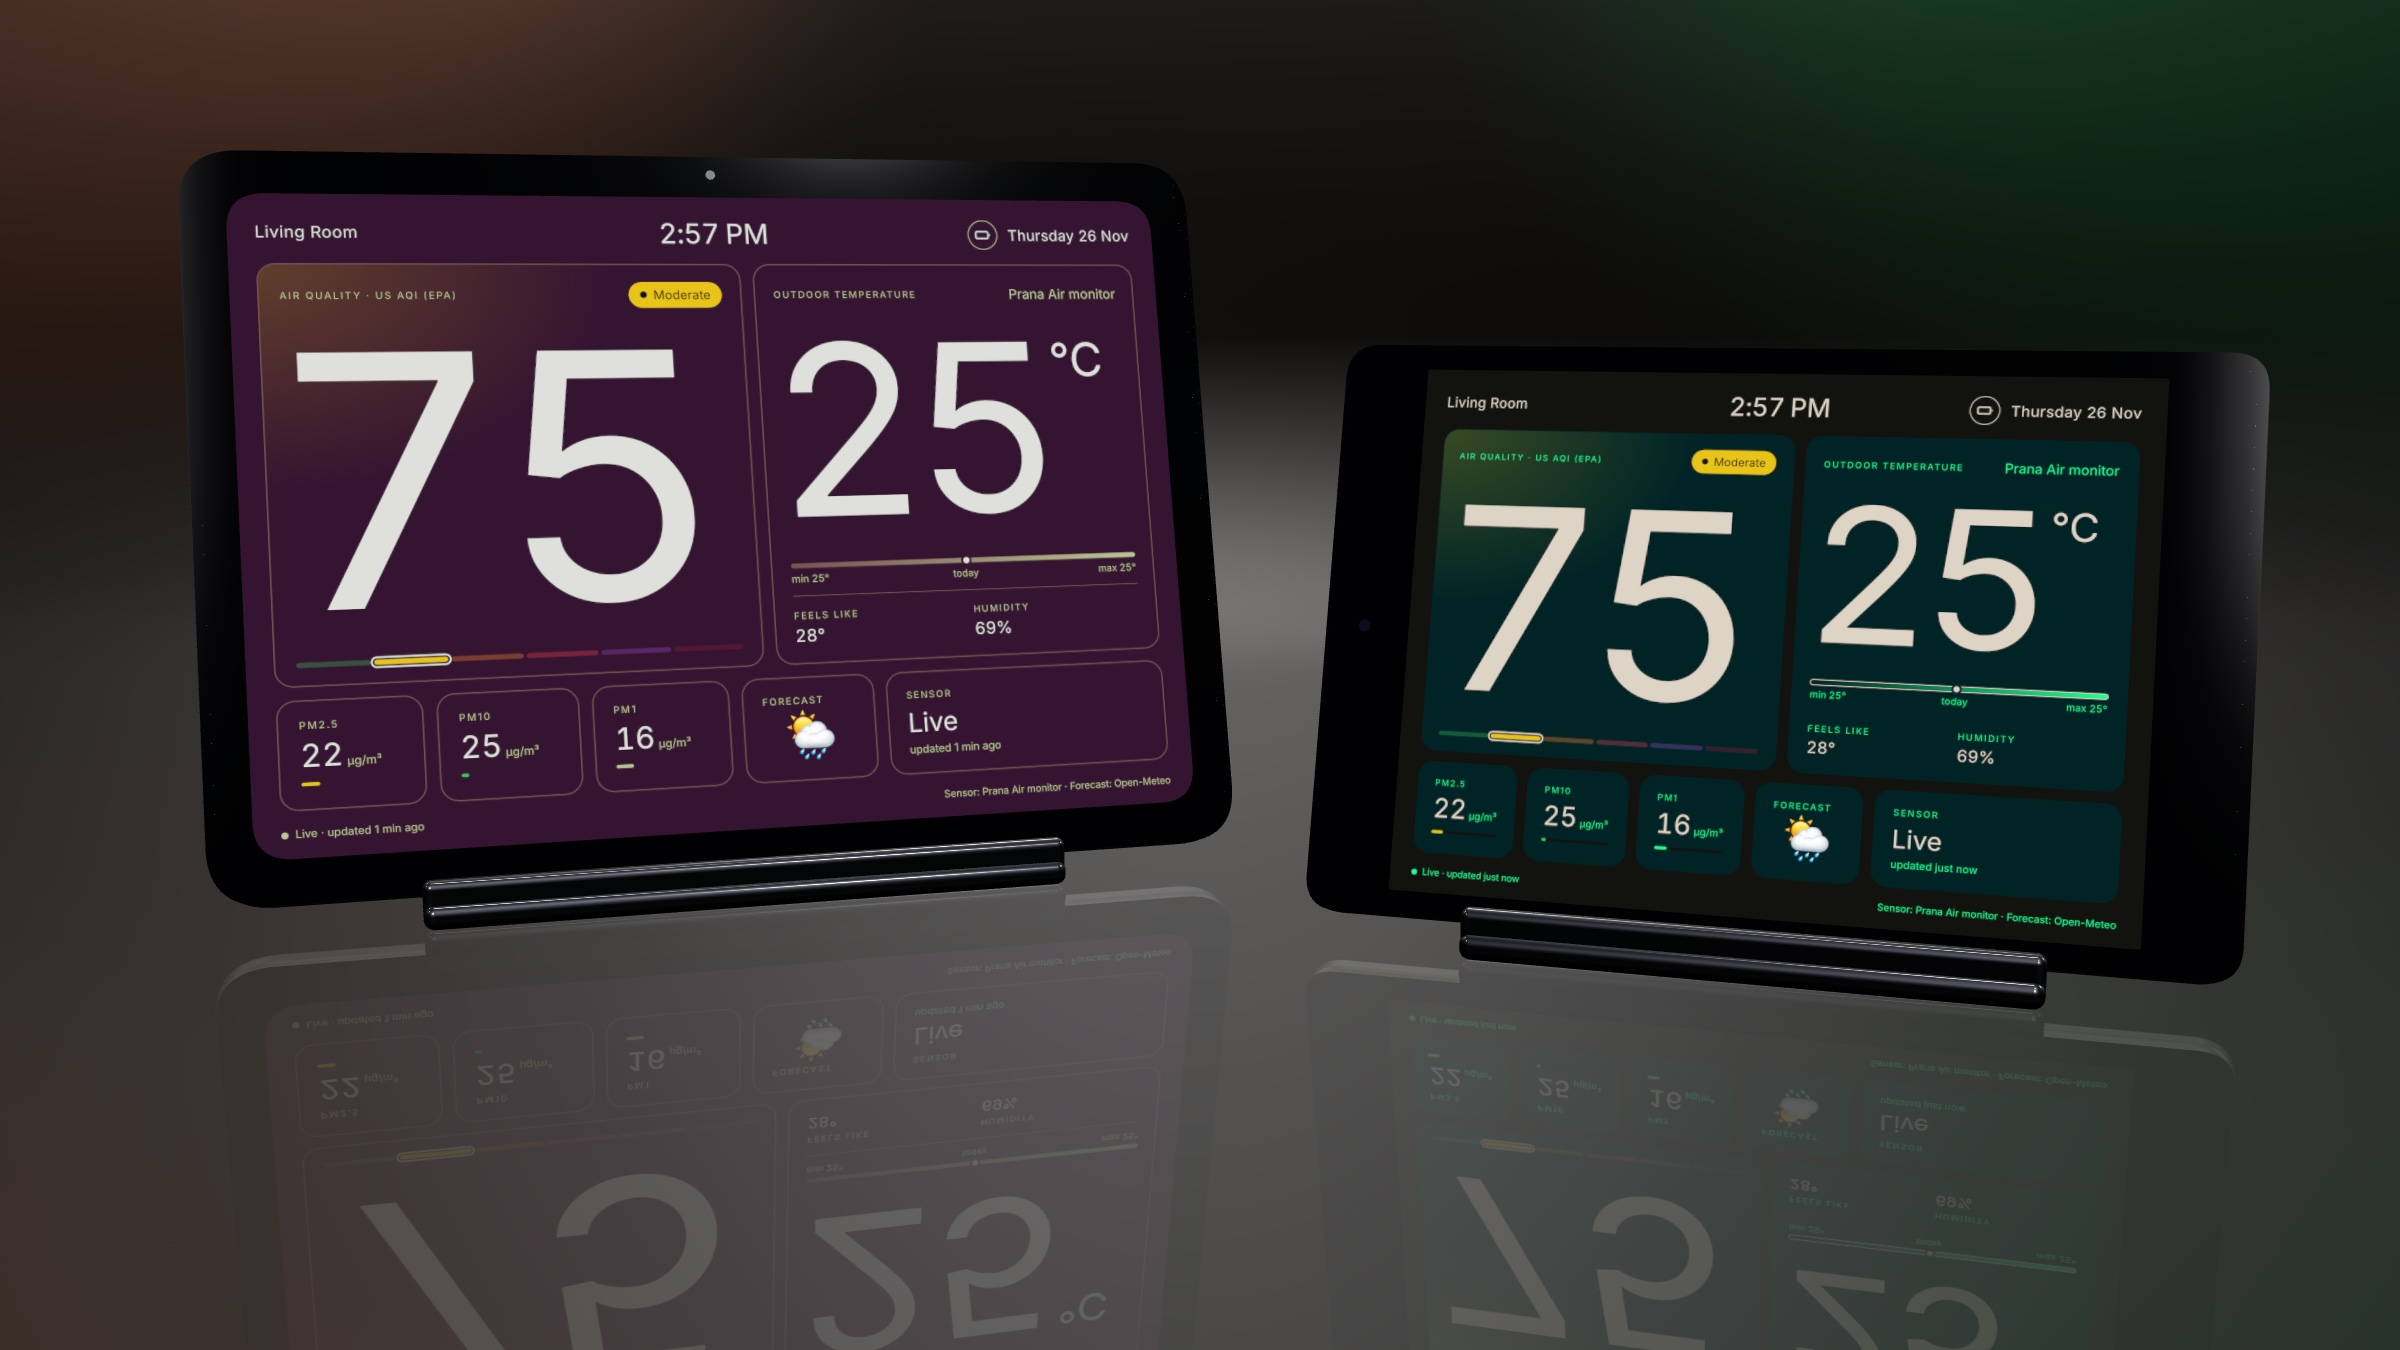 Living Room
2:57 PM
Thursday 26 Nov
AIR QUALITY · US AQI (EPA)
Moderate
75
OUTDOOR TEMPERATURE
Prana Air monitor
25 °C
min 25°
today
max 25°
FEELS LIKE
28°
HUMIDITY
69%
PM2.5
22 µg/m³
PM10
25 µg/m³
PM1
16 µg/m³
FORECAST
SENSOR
Live
updated 1 min ago
Sensor: Prana Air monitor · Forecast: Open-Meteo
Live · updated 1 min ago
Living Room
2:57 PM
Thursday 26 Nov
AIR QUALITY · US AQI (EPA)
Moderate
75
OUTDOOR TEMPERATURE
Prana Air monitor
25 °C
min 25°
today
max 25°
FEELS LIKE
28°
HUMIDITY
69%
PM2.5
22 µg/m³
PM10
25 µg/m³
PM1
16 µg/m³
FORECAST
SENSOR
Live
updated just now
Live · updated just now
Sensor: Prana Air monitor · Forecast: Open-Meteo